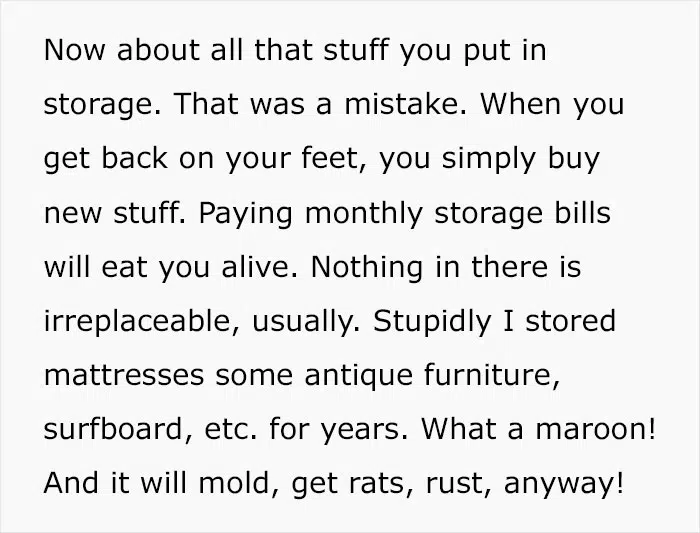 Now about all that stuff you put in
storage. That was a mistake. When you
get back on your feet, you simply buy
new stuff. Paying monthly storage bills
will eat you alive. Nothing in there is
irreplaceable, usually. Stupidly I stored
mattresses some antique furniture,
surfboard, etc. for years. What a maroon!
And it will mold, get rats, rust, anyway!